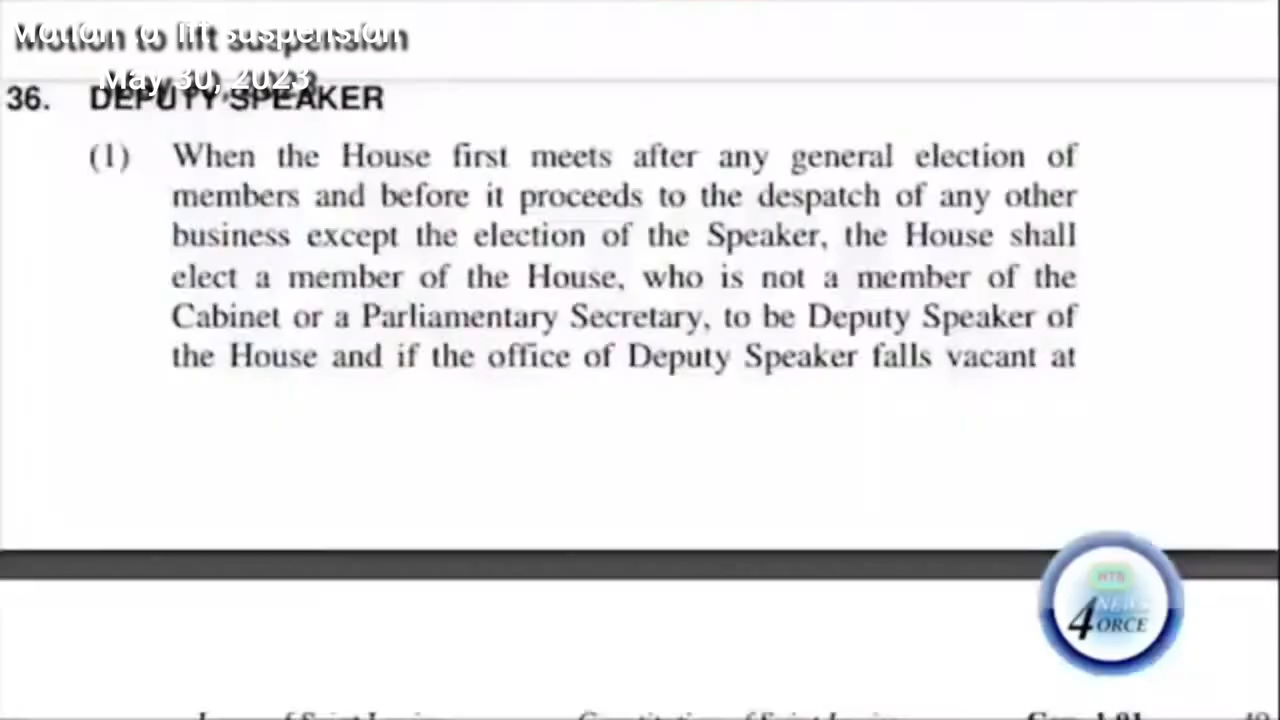 Motion to lift suspension
May 30, 2023
36. DEPUTY SPEAKER
(1) When the House first meets after any general election of
members and before it proceeds to the despatch of any other
business except the election of the Speaker, the House shall
elect a member of the House, who is not a member of the
Cabinet or a Parliamentary Secretary, to be Deputy Speaker of
the House and if the office of Deputy Speaker falls vacant at
HTS
NEWS
4ORCE